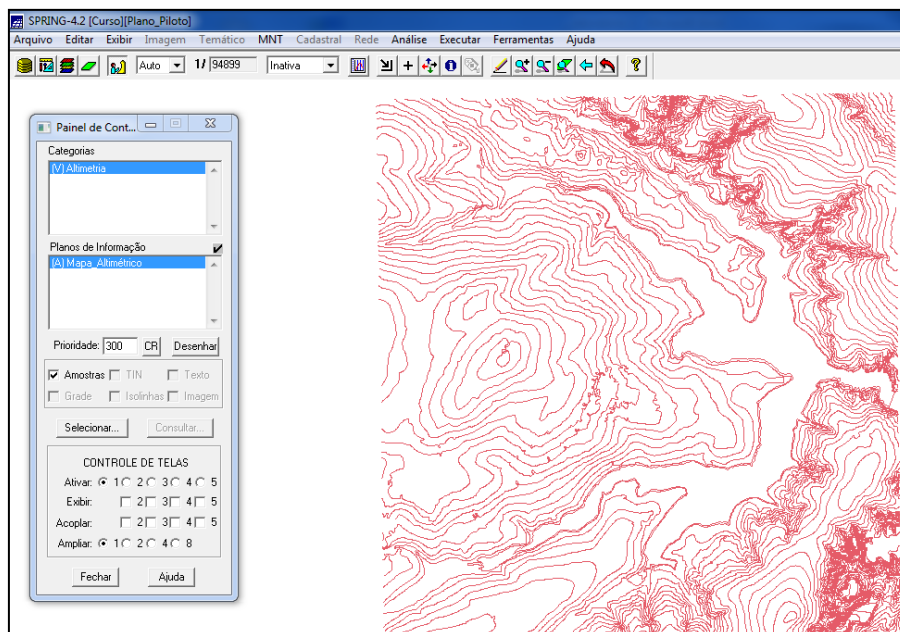 SPRING-4.2 [Curso][Plano_Piloto]
Arquivo Editar Exibir Imagem Temático MNT Cadastral Rede Análise Executar Ferramentas Ajuda
Auto 1/ 94899 Inativa
Painel de Cont...
Categorias
(V) Altimetria
Planos de Informação
(A) Mapa_Altimétrico
Prioridade: 300 CR Desenhar
Amostras TIN Texto
Grade Isolinhas Imagem
Selecionar... Consultar...
CONTROLE DE TELAS
Ativar: 1 2 3 4 5
Exibir: 2 3 4 5
Acoplar: 2 3 4 5
Ampliar: 1 2 4 8
Fechar Ajuda